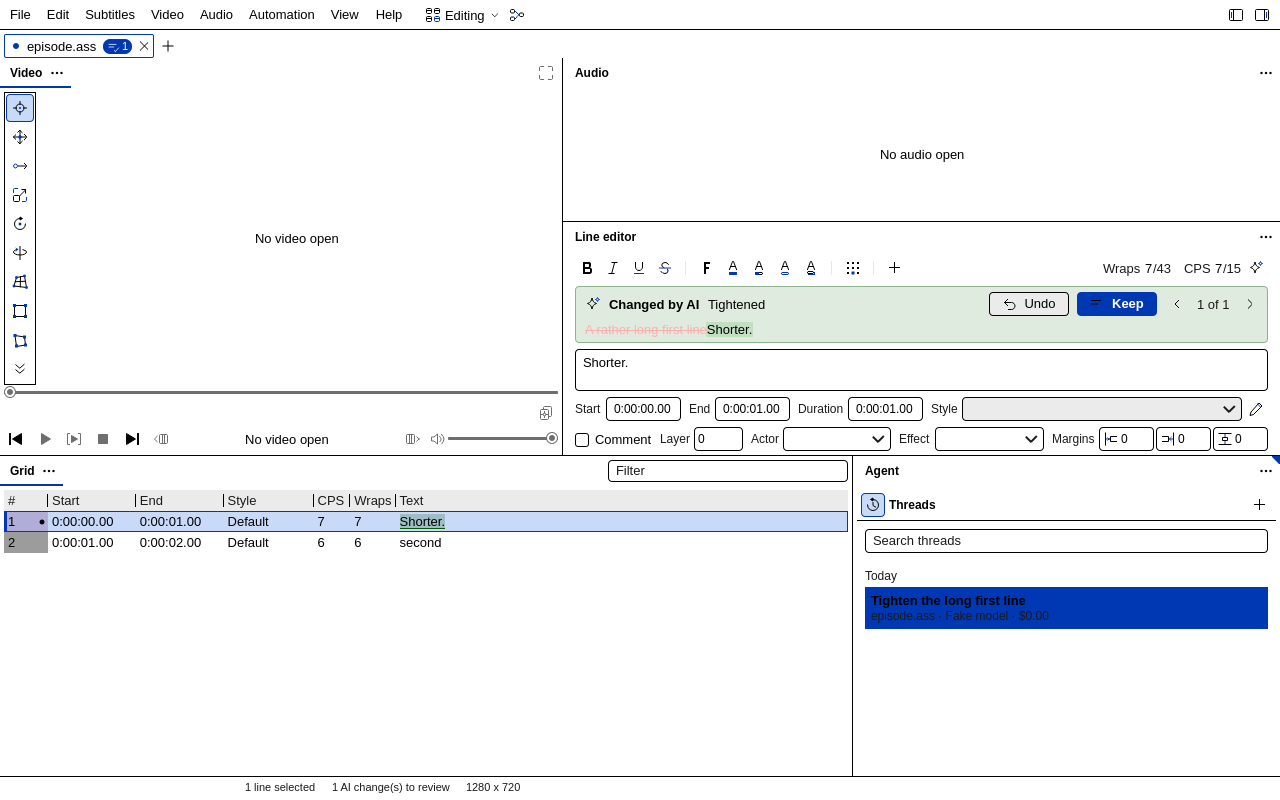 File Edit Subtitles Video Audio Automation View Help Editing
episode.ass 1
Video
No video open
No video open
Audio
No audio open
Line editor
B I U S F A A A A Wraps 7/43 CPS 7/15
Changed by AI Tightened Undo Keep 1 of 1
A rather long first lineShorter.
Shorter.
Start 0:00:00.00 End 0:00:01.00 Duration 0:00:01.00 Style
Comment Layer 0 Actor Effect Margins 0 0 0
Grid Filter
# Start End Style CPS Wraps Text
1 0:00:00.00 0:00:01.00 Default 7 7 Shorter.
2 0:00:01.00 0:00:02.00 Default 6 6 second
Agent
Threads
Search threads
Today
Tighten the long first line
episode.ass · Fake model · $0.00
1 line selected 1 AI change(s) to review 1280 x 720